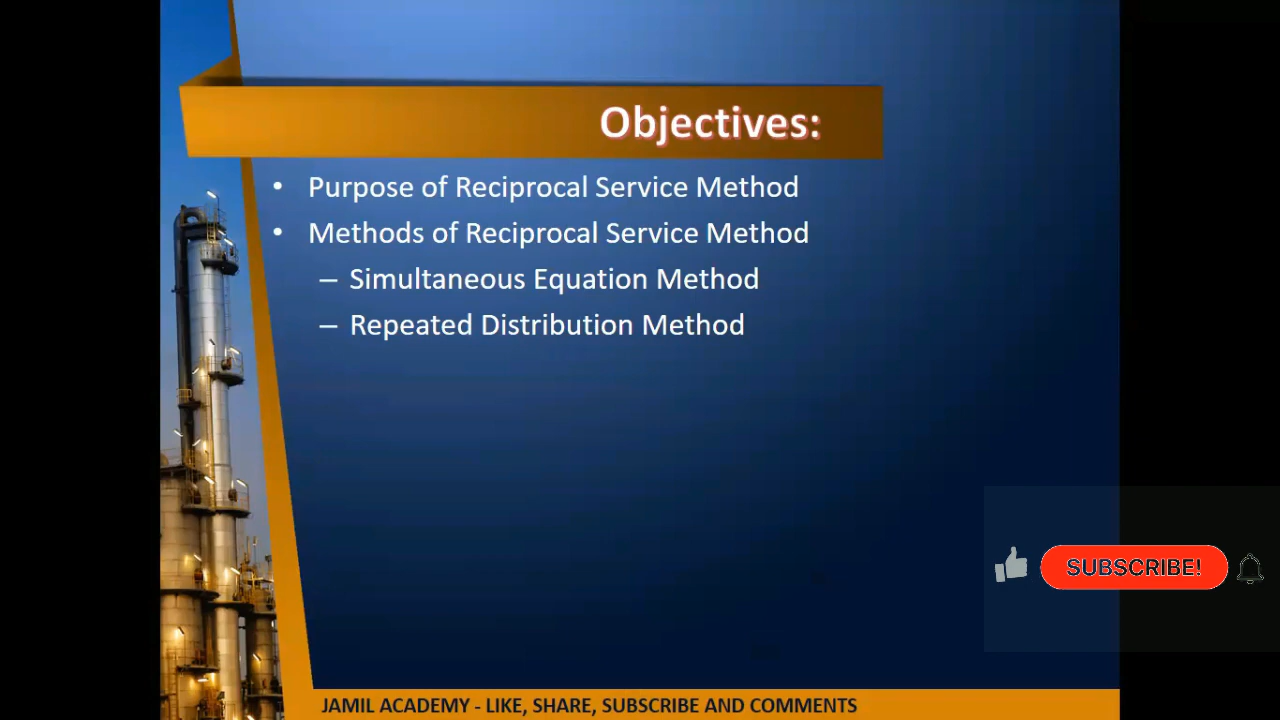 Objectives:
• Purpose of Reciprocal Service Method
• Methods of Reciprocal Service Method
– Simultaneous Equation Method
– Repeated Distribution Method
SUBSCRIBE!
JAMIL ACADEMY - LIKE, SHARE, SUBSCRIBE AND COMMENTS